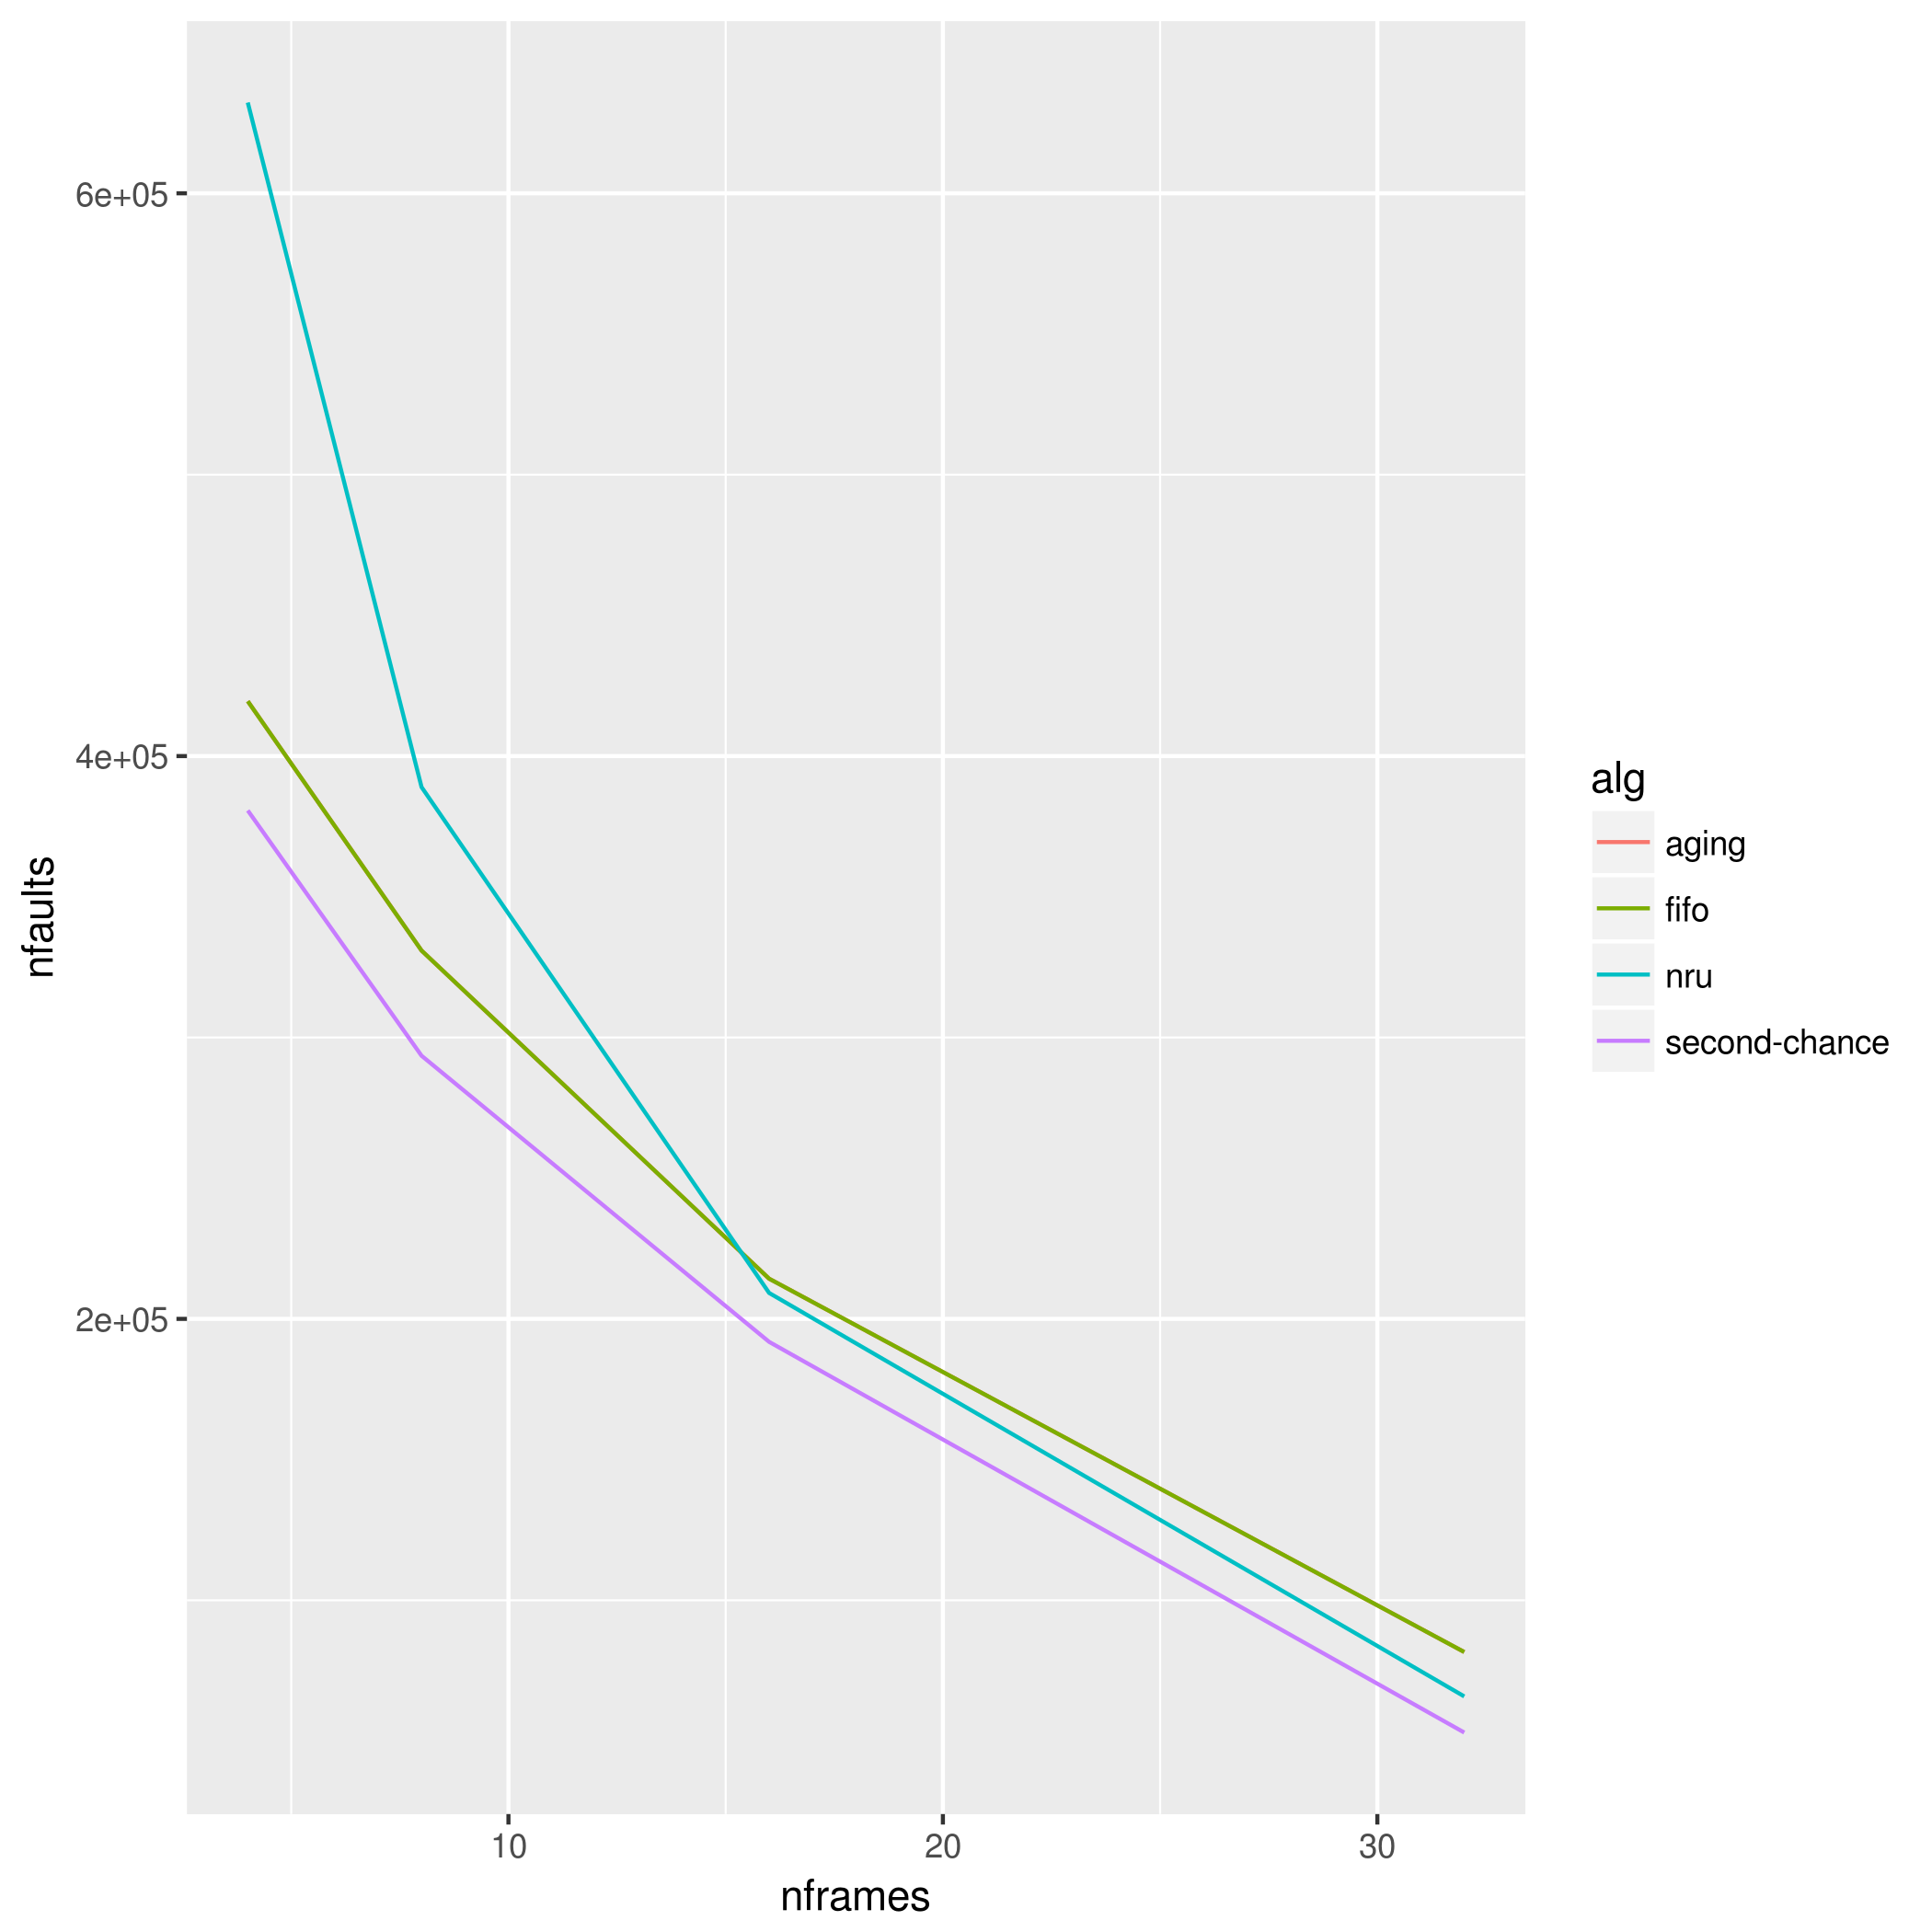 6e+05
4e+05
2e+05
nfaults
10
20
30
nframes
alg
aging
fifo
nru
second-chance